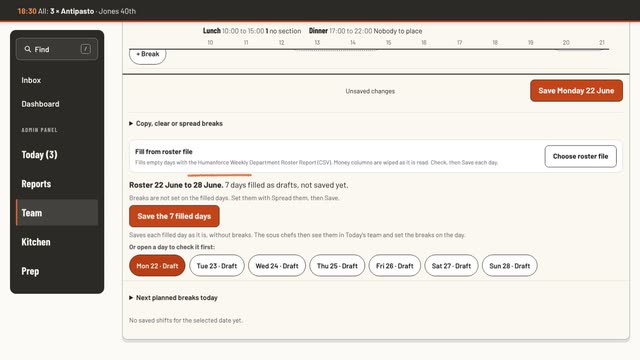 18:30 All: 3 × Antipasto · Jones 40th
Find /
Inbox
Dashboard
ADMIN PANEL
Today (3)
Reports
Team
Kitchen
Prep
Lunch 10:00 to 15:00 1 no section Dinner 17:00 to 22:00 Nobody to place
10 11 12 13 14 15 16 17 18 19 20 21
+ Break
Unsaved changes
Save Monday 22 June
▶ Copy, clear or spread breaks
Fill from roster file
Fills empty days with the Humanforce Weekly Department Roster Report (CSV). Money columns are wiped as it is read. Check, then Save each day.
Choose roster file
Roster 22 June to 28 June. 7 days filled as drafts, not saved yet.
Breaks are not set on the filled days. Set them with Spread them, then Save.
Save the 7 filled days
Saves each filled day as it is, without breaks. The sous chefs then see them in Today's team and set the breaks on the day.
Or open a day to check it first:
Mon 22 · Draft
Tue 23 · Draft
Wed 24 · Draft
Thu 25 · Draft
Fri 26 · Draft
Sat 27 · Draft
Sun 28 · Draft
▶ Next planned breaks today
No saved shifts for the selected date yet.